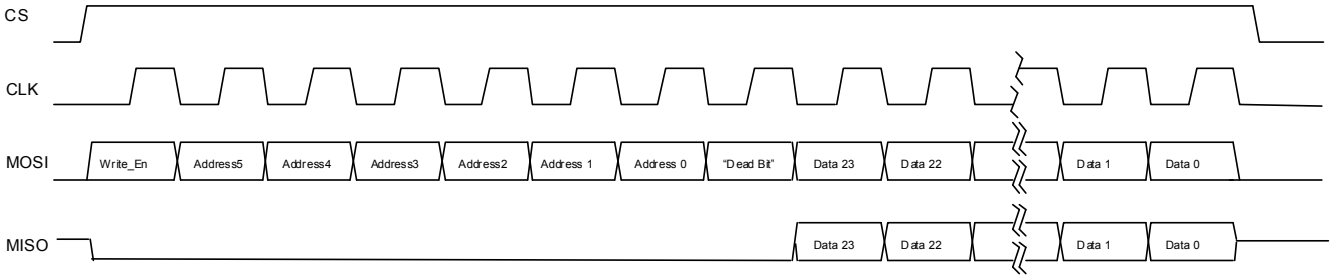 CS
CLK
MOSI Write_En Address5 Address4 Address3 Address2 Address 1 Address 0 "Dead Bit" Data 23 Data 22 Data 1 Data 0
MISO Data 23 Data 22 Data 1 Data 0